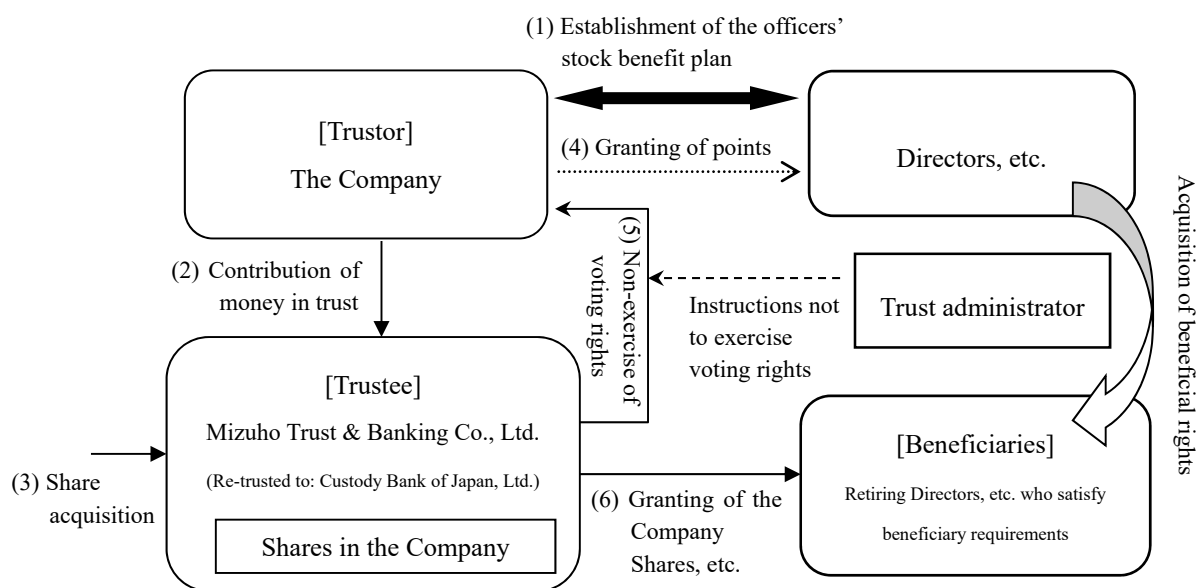 (1) Establishment of the officers’
stock benefit plan
[Trustor]
The Company
(4) Granting of points
Directors, etc.
Acquisition of beneficial rights
(2) Contribution of
money in trust
(5) Non-exercise of
voting rights
Instructions not
to exercise
voting rights
Trust administrator
[Trustee]
Mizuho Trust & Banking Co., Ltd.
(Re-trusted to: Custody Bank of Japan, Ltd.)
Shares in the Company
(3) Share
acquisition
(6) Granting of the
Company
Shares, etc.
[Beneficiaries]
Retiring Directors, etc. who satisfy
beneficiary requirements